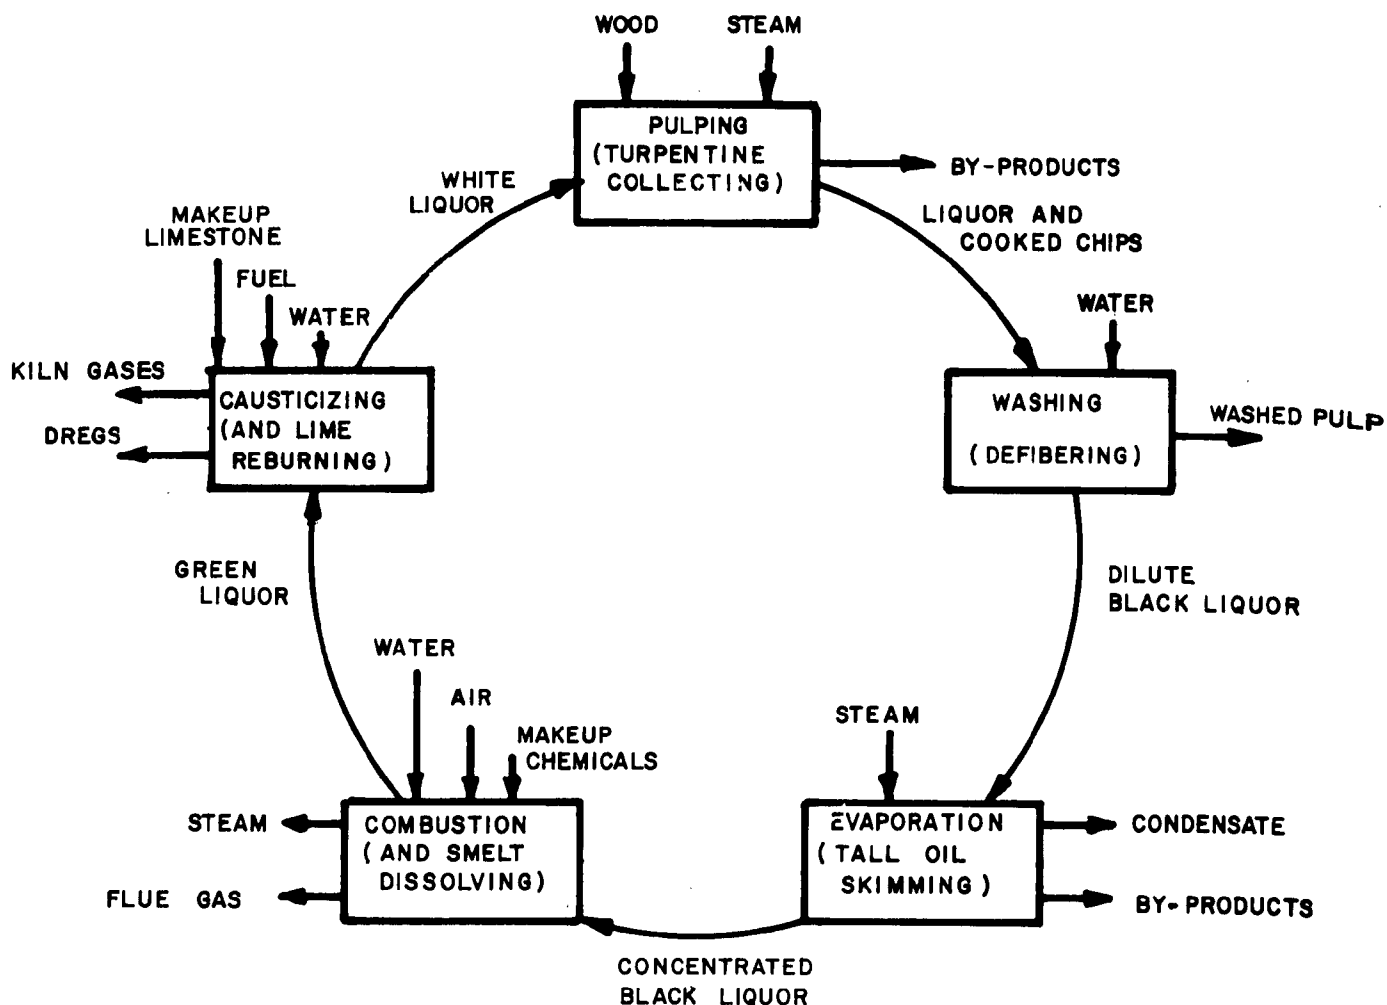 WOOD
STEAM
PULPING
(TURPENTINE
COLLECTING)
BY-PRODUCTS
WHITE
LIQUOR
LIQUOR AND
COOKED CHIPS
MAKEUP
LIMESTONE
FUEL
WATER
WATER
KILN GASES
DREGS
CAUSTICIZING
(AND LIME
REBURNING)
WASHING
(DEFIBERING)
WASHED PULP
GREEN
LIQUOR
DILUTE
BLACK LIQUOR
WATER
AIR
MAKEUP
CHEMICALS
STEAM
STEAM
FLUE GAS
COMBUSTION
(AND SMELT
DISSOLVING)
EVAPORATION
(TALL OIL
SKIMMING)
CONDENSATE
BY-PRODUCTS
CONCENTRATED
BLACK LIQUOR